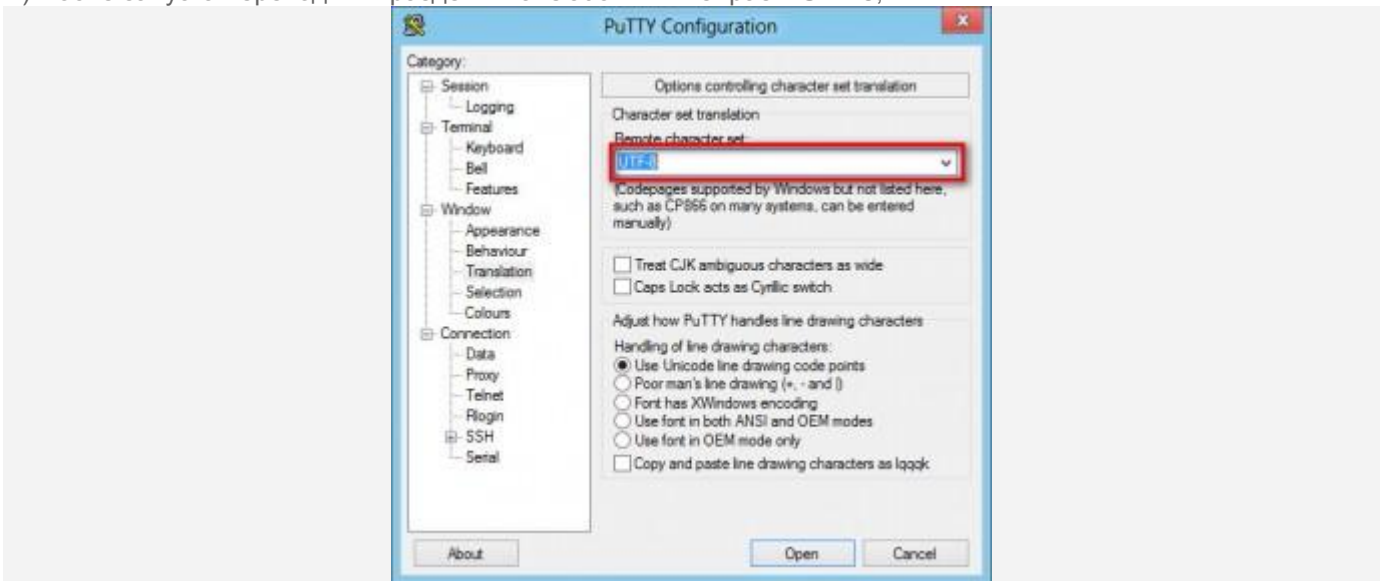 PuTTY Configuration
Category:
Session
Logging
Terminal
Keyboard
Bell
Features
Window
Appearance
Behaviour
Translation
Selection
Colours
Connection
Data
Proxy
Telnet
Rlogin
SSH
Serial
Options controlling character set translation
Character set translation
Remote character set:
UTF-8
(Codepages supported by Windows but not listed here,
such as CP866 on many systems, can be entered
manually)
Treat CJK ambiguous characters as wide
Caps Lock acts as Cyrillic switch
Adjust how PuTTY handles line drawing characters
Handling of line drawing characters:
Use Unicode line drawing code points
Poor man's line drawing (+, - and |)
Font has XWindows encoding
Use font in both ANSI and OEM modes
Use font in OEM mode only
Copy and paste line drawing characters as lqqqk
About
Open
Cancel